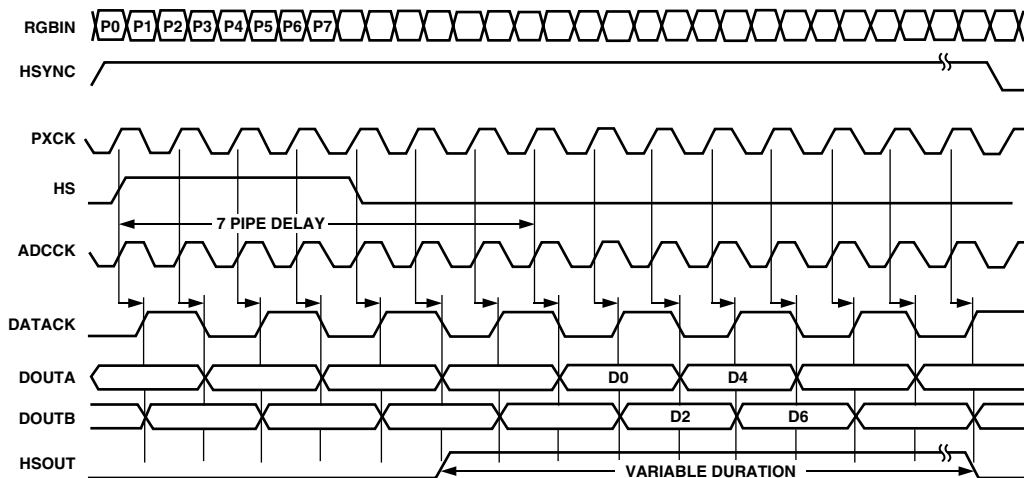 RGBIN P0 P1 P2 P3 P4 P5 P6 P7
HSYNC
PXCK
HS
7 PIPE DELAY
ADCCK
DATACK
DOUTA D0 D4
DOUTB D2 D6
HSOUT
VARIABLE DURATION